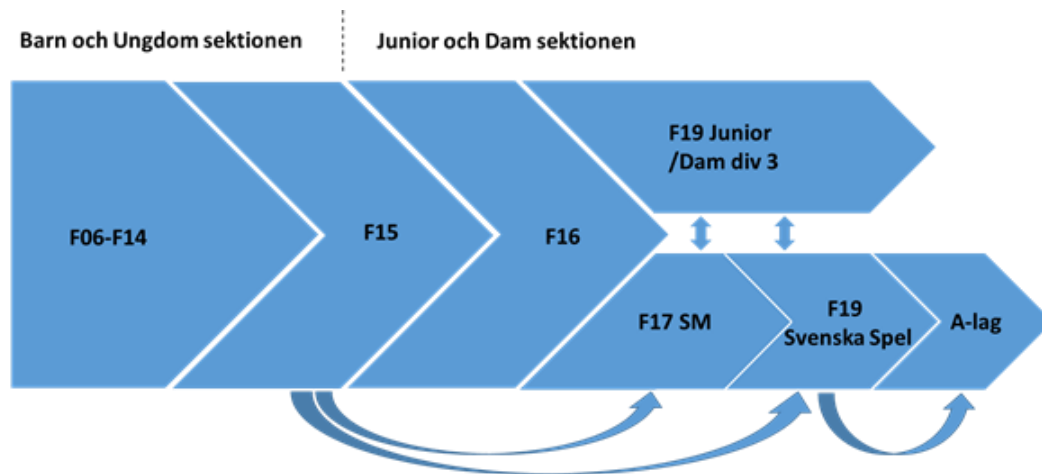 Barn och Ungdom sektionen
Junior och Dam sektionen
F06-F14
F15
F16
F19 Junior
/Dam div 3
F17 SM
F19
Svenska Spel
A-lag